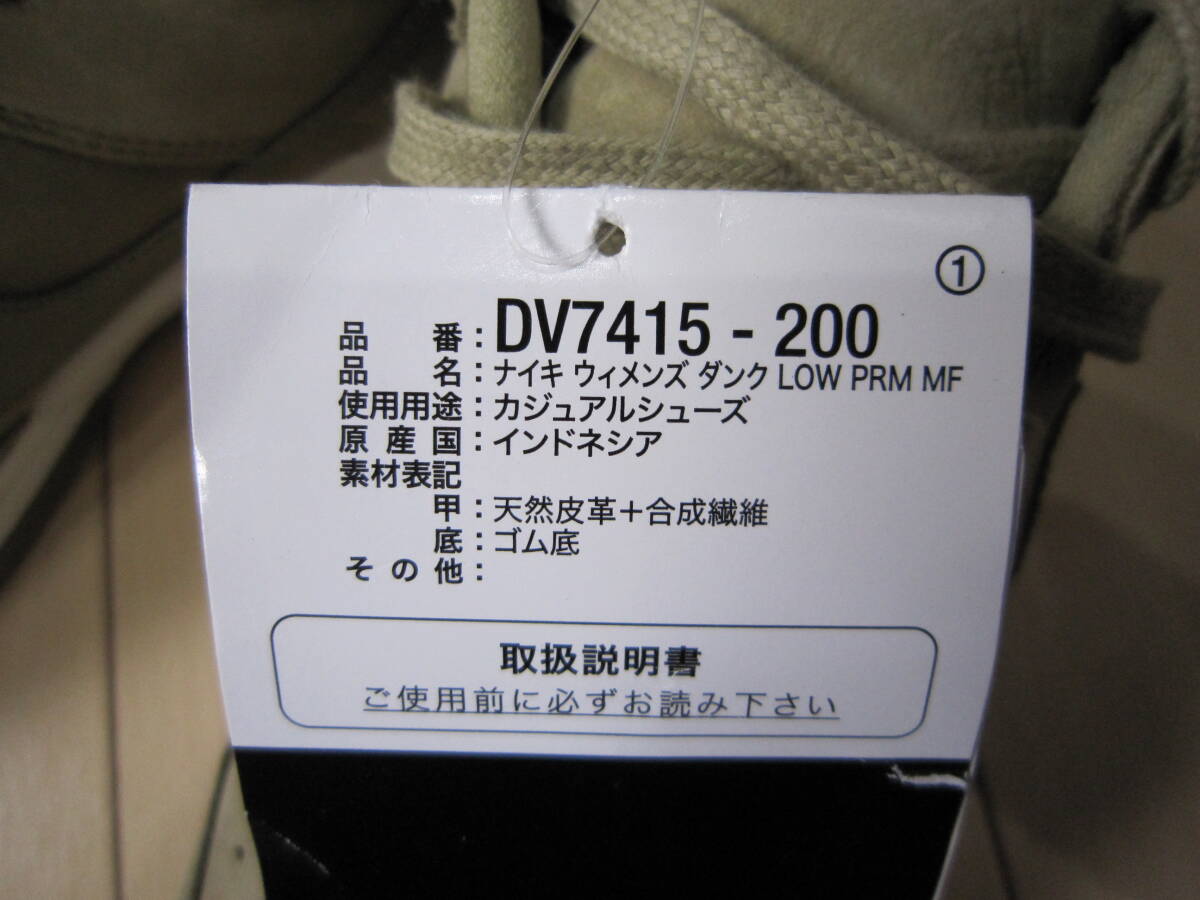 ①
品番：DV7415 - 200
品名：ナイキ ウィメンズ ダンク LOW PRM MF
使用用途：カジュアルシューズ
原産国：インドネシア
素材表記
甲：天然皮革＋合成繊維
底：ゴム底
その他：
取扱説明書
ご使用前に必ずお読み下さい